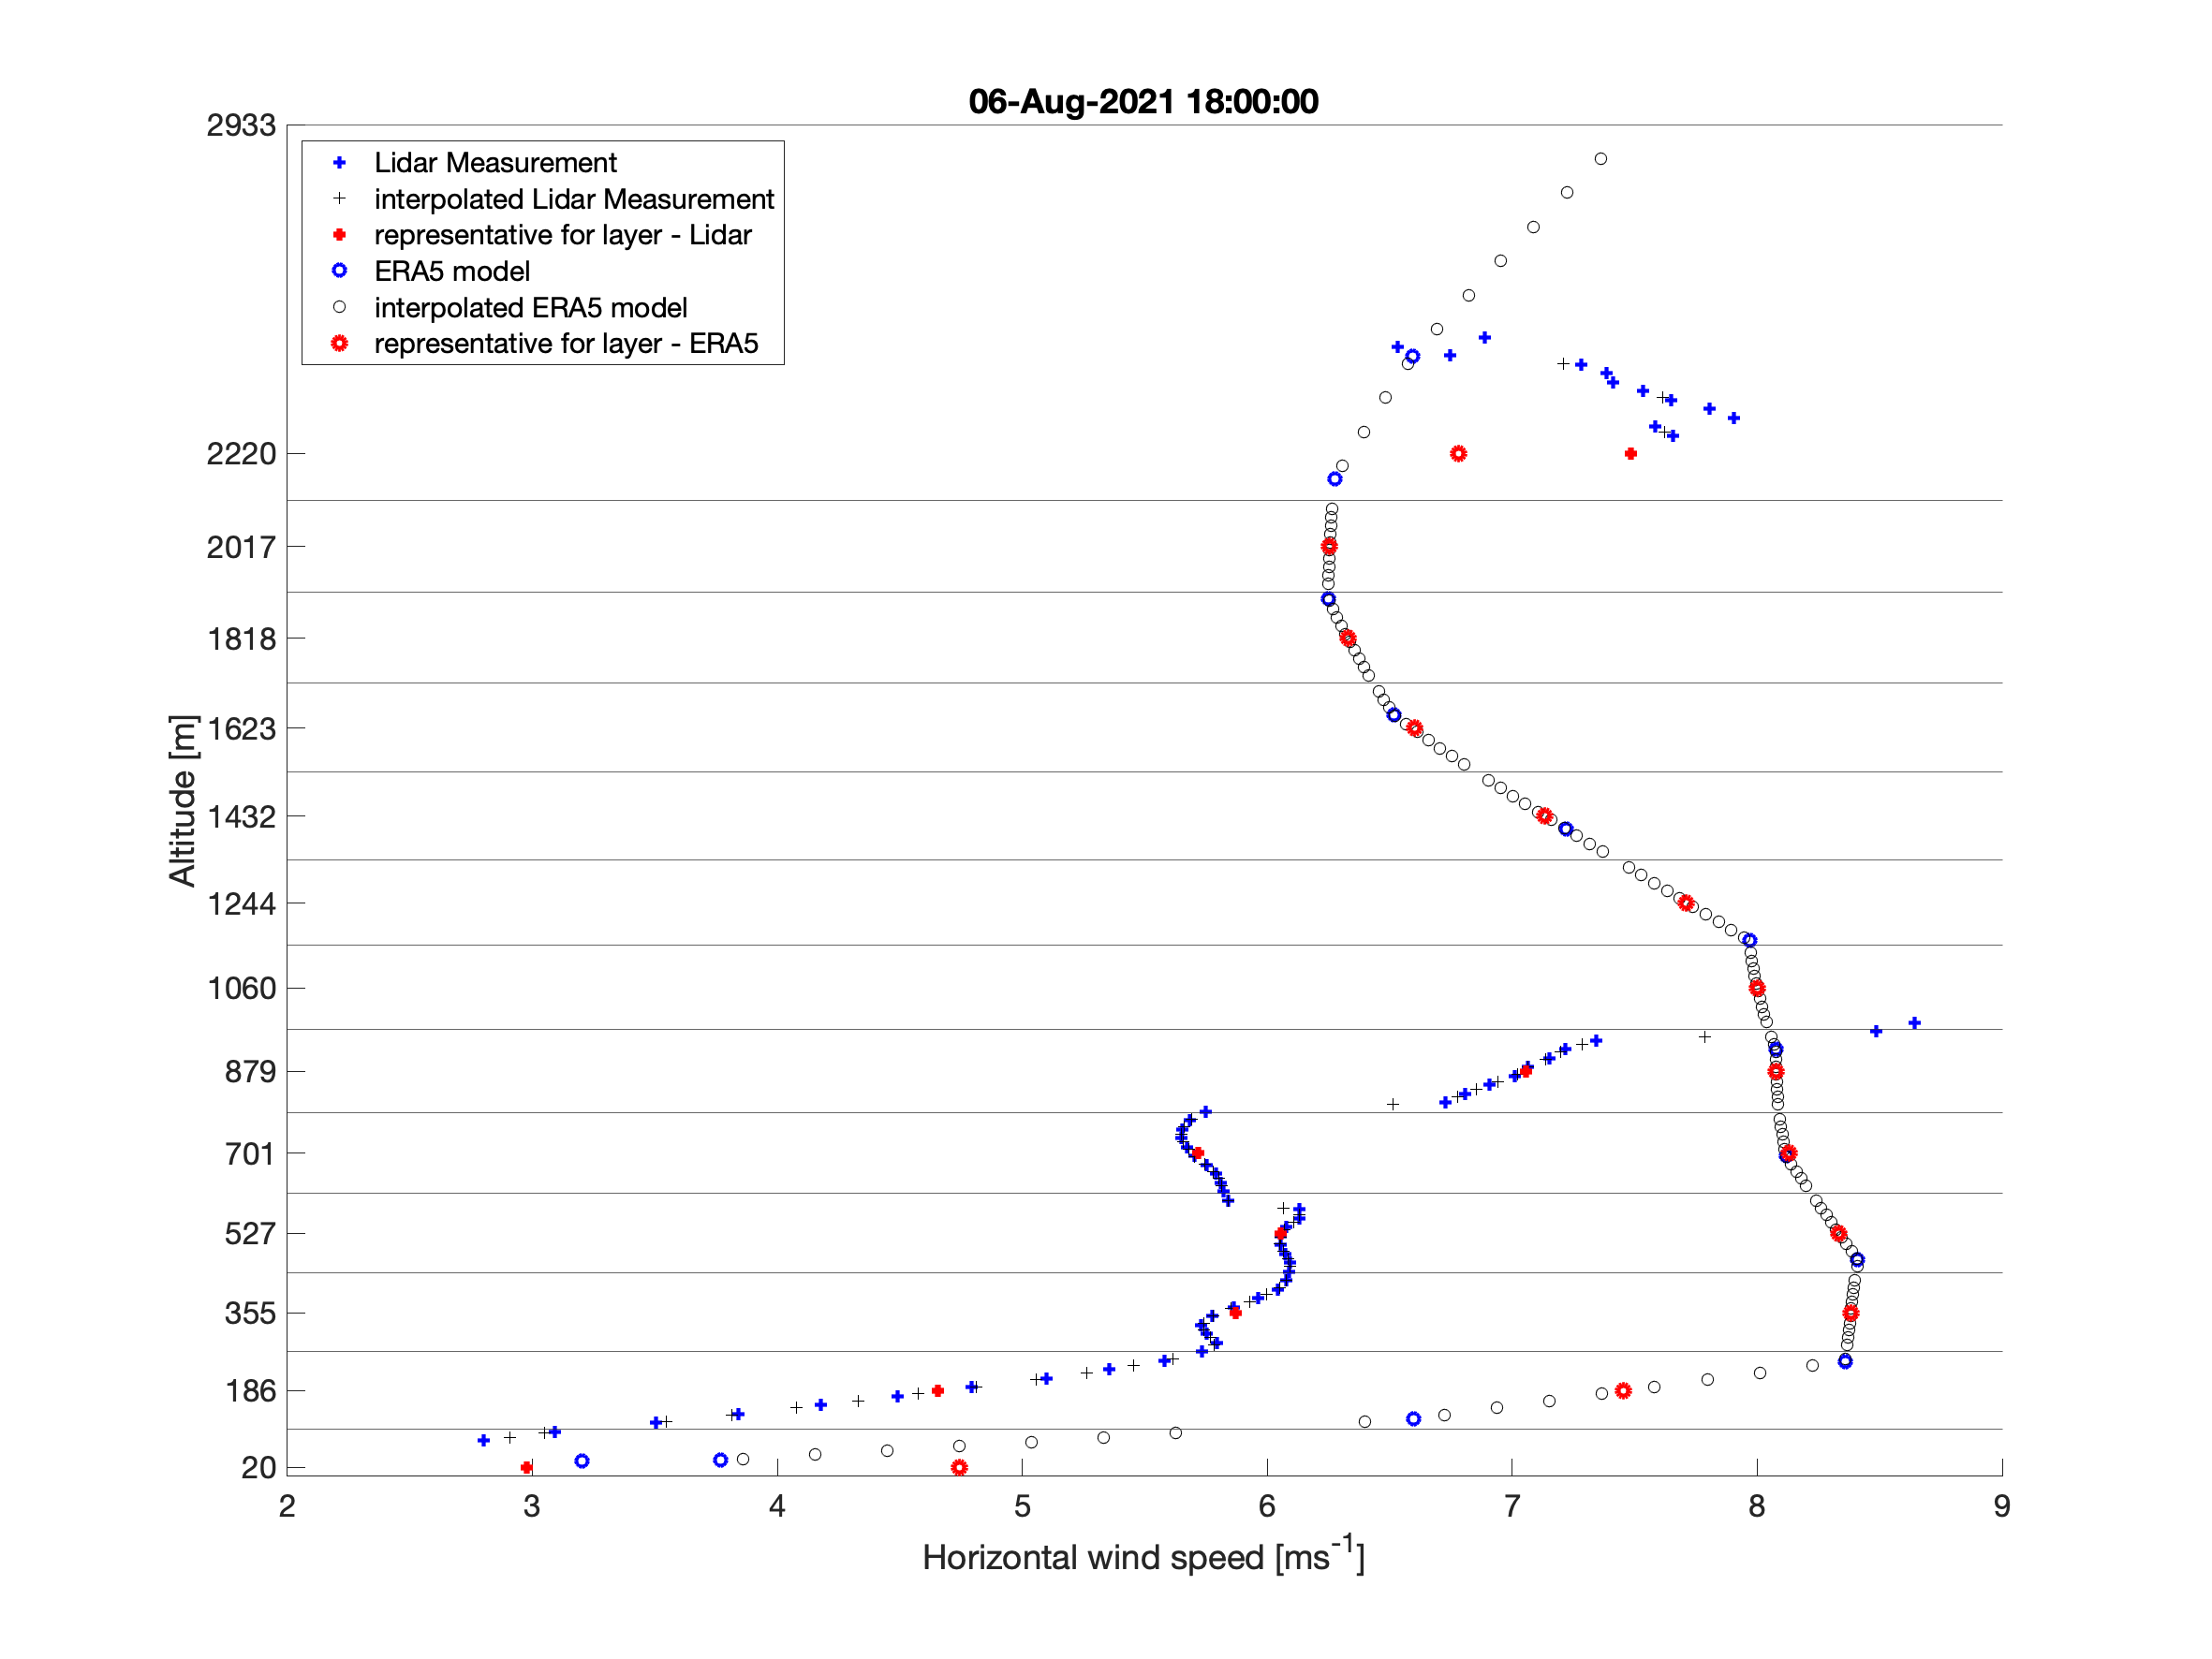 06-Aug-2021 18:00:00
2933
Lidar Measurement
interpolated Lidar Measurement
representative for layer - Lidar
ERA5 model
interpolated ERA5 model
representative for layer - ERA5
2220
2017
1818
1623
1432
1244
1060
879
701
527
355
186
20
Altitude [m]
2 3 4 5 6 7 8 9
Horizontal wind speed [ms⁻¹]